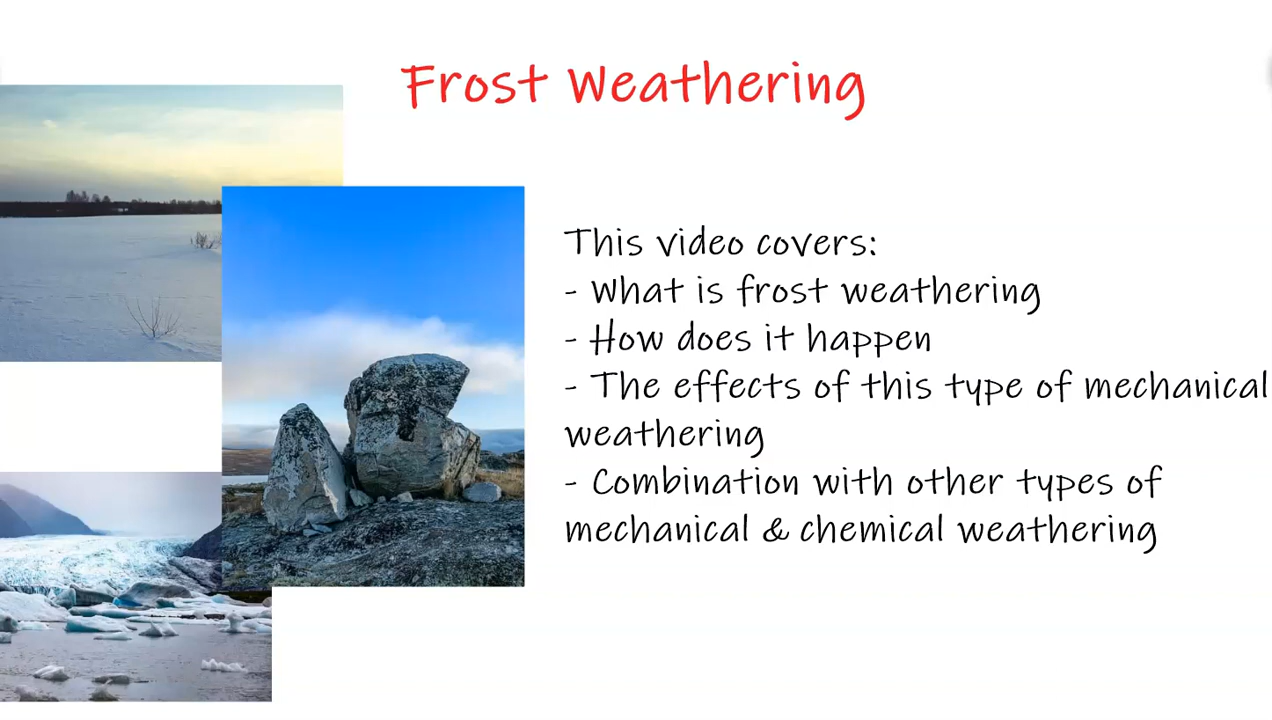 Frost Weathering
This video covers:
- What is frost weathering
- How does it happen
- The effects of this type of mechanical
weathering
- Combination with other types of
mechanical & chemical weathering